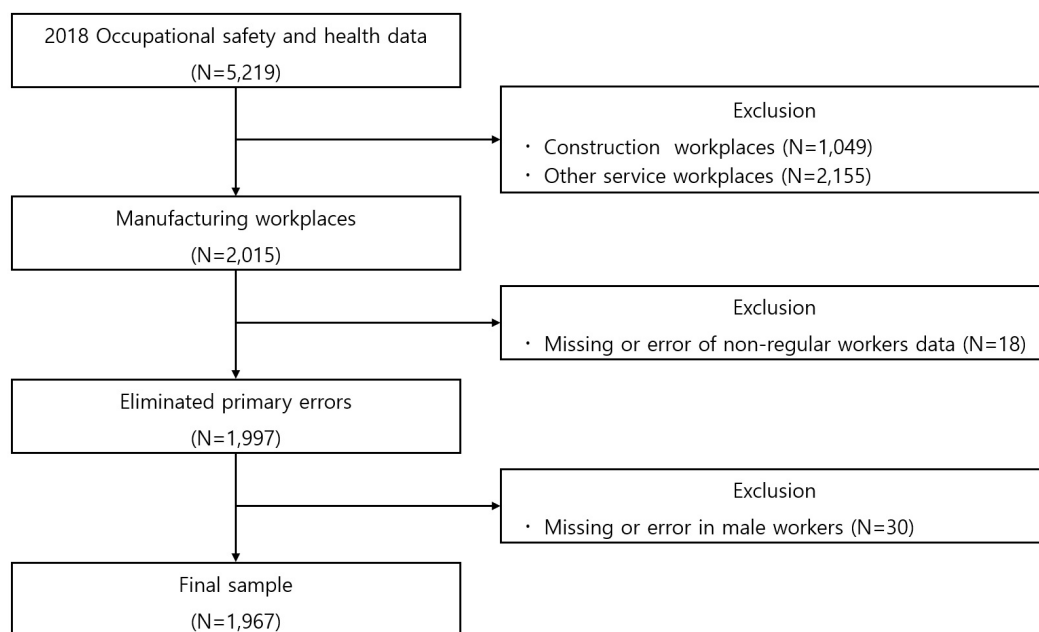 2018 Occupational safety and health data
(N=5,219)
Exclusion
· Construction workplaces (N=1,049)
· Other service workplaces (N=2,155)
Manufacturing workplaces
(N=2,015)
Exclusion
· Missing or error of non-regular workers data (N=18)
Eliminated primary errors
(N=1,997)
Exclusion
· Missing or error in male workers (N=30)
Final sample
(N=1,967)